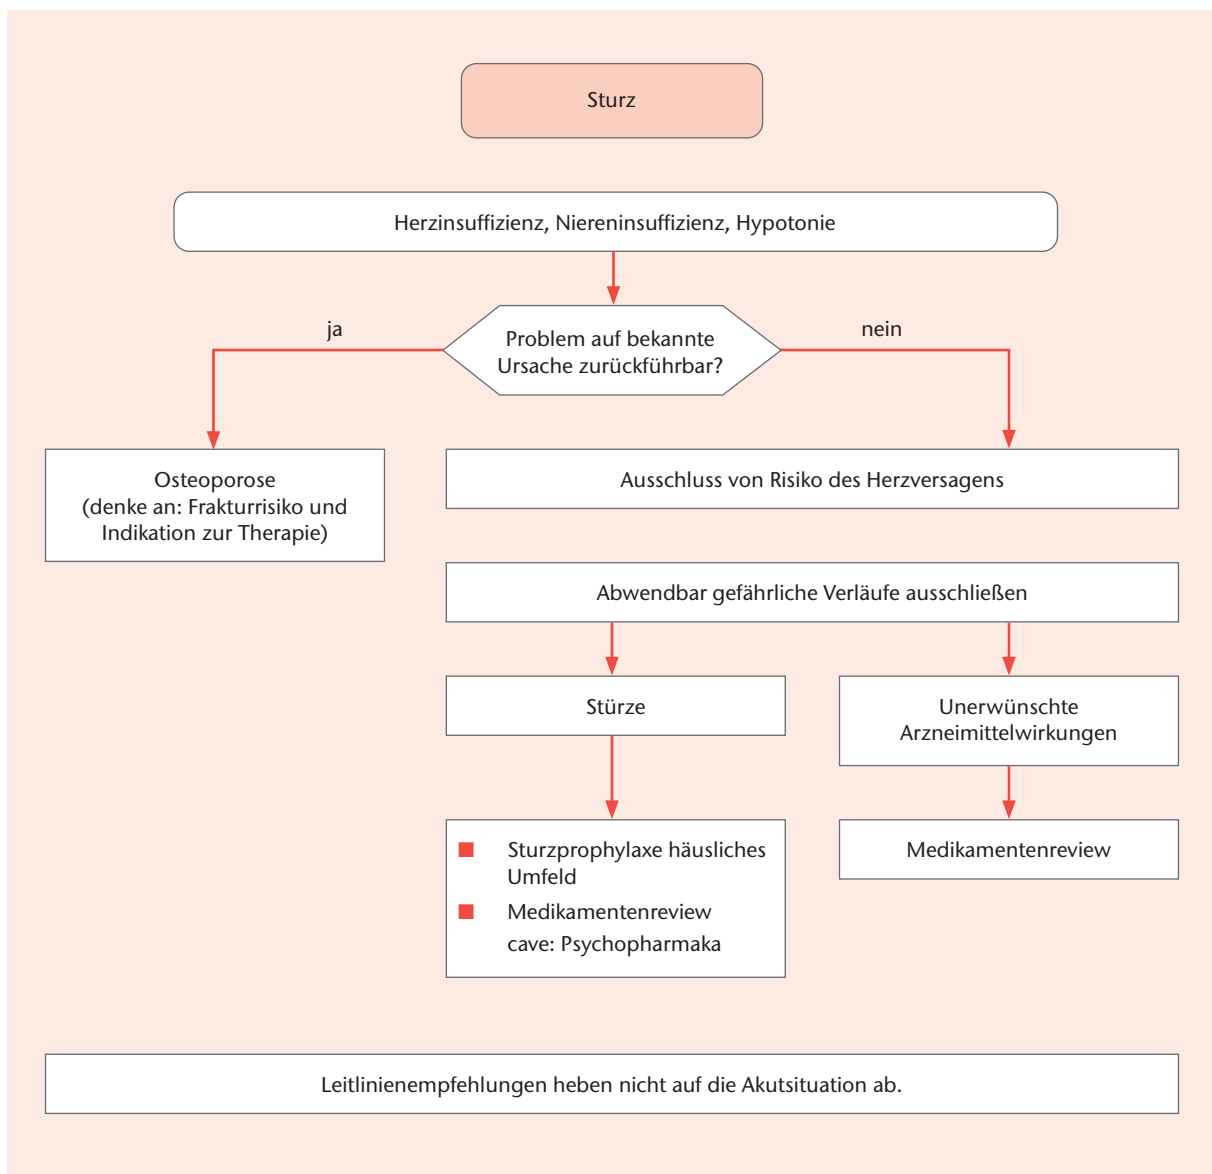 Sturz
Herzinsuffizienz, Niereninsuffizienz, Hypotonie
ja
nein
Problem auf bekannte
Ursache zurückführbar?
Osteoporose
(denke an: Frakturrisiko und
Indikation zur Therapie)
Ausschluss von Risiko des Herzversagens
Abwendbar gefährliche Verläufe ausschließen
Stürze
Unerwünschte
Arzneimittelwirkungen
Sturzprophylaxe häusliches
Umfeld
Medikamentenreview
cave: Psychopharmaka
Medikamentenreview
Leitlinienempfehlungen heben nicht auf die Akutsituation ab.